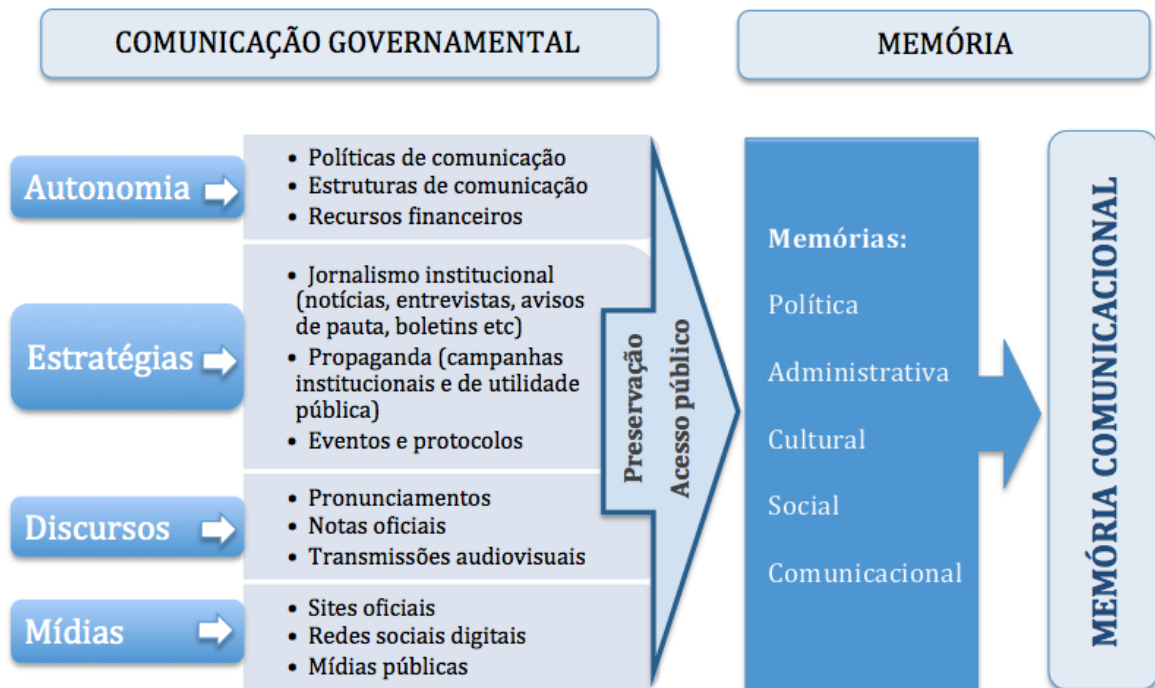 COMUNICAÇÃO GOVERNAMENTAL
MEMÓRIA
Autonomia
• Políticas de comunicação
• Estruturas de comunicação
• Recursos financeiros
Estratégias
• Jornalismo institucional
(notícias, entrevistas, avisos
de pauta, boletins etc)
• Propaganda (campanhas
institucionais e de utilidade
pública)
• Eventos e protocolos
Discursos
• Pronunciamentos
• Notas oficiais
• Transmissões audiovisuais
Mídias
• Sites oficiais
• Redes sociais digitais
• Mídias públicas
Preservação
Acesso público
Memórias:
Política
Administrativa
Cultural
Social
Comunicacional
MEMÓRIA COMUNICACIONAL